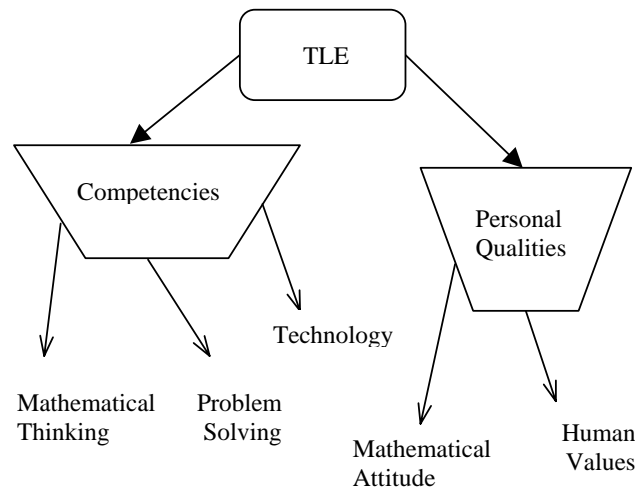 TLE
Competencies
Personal
Qualities
Technology
Mathematical
Thinking
Problem
Solving
Mathematical
Attitude
Human
Values